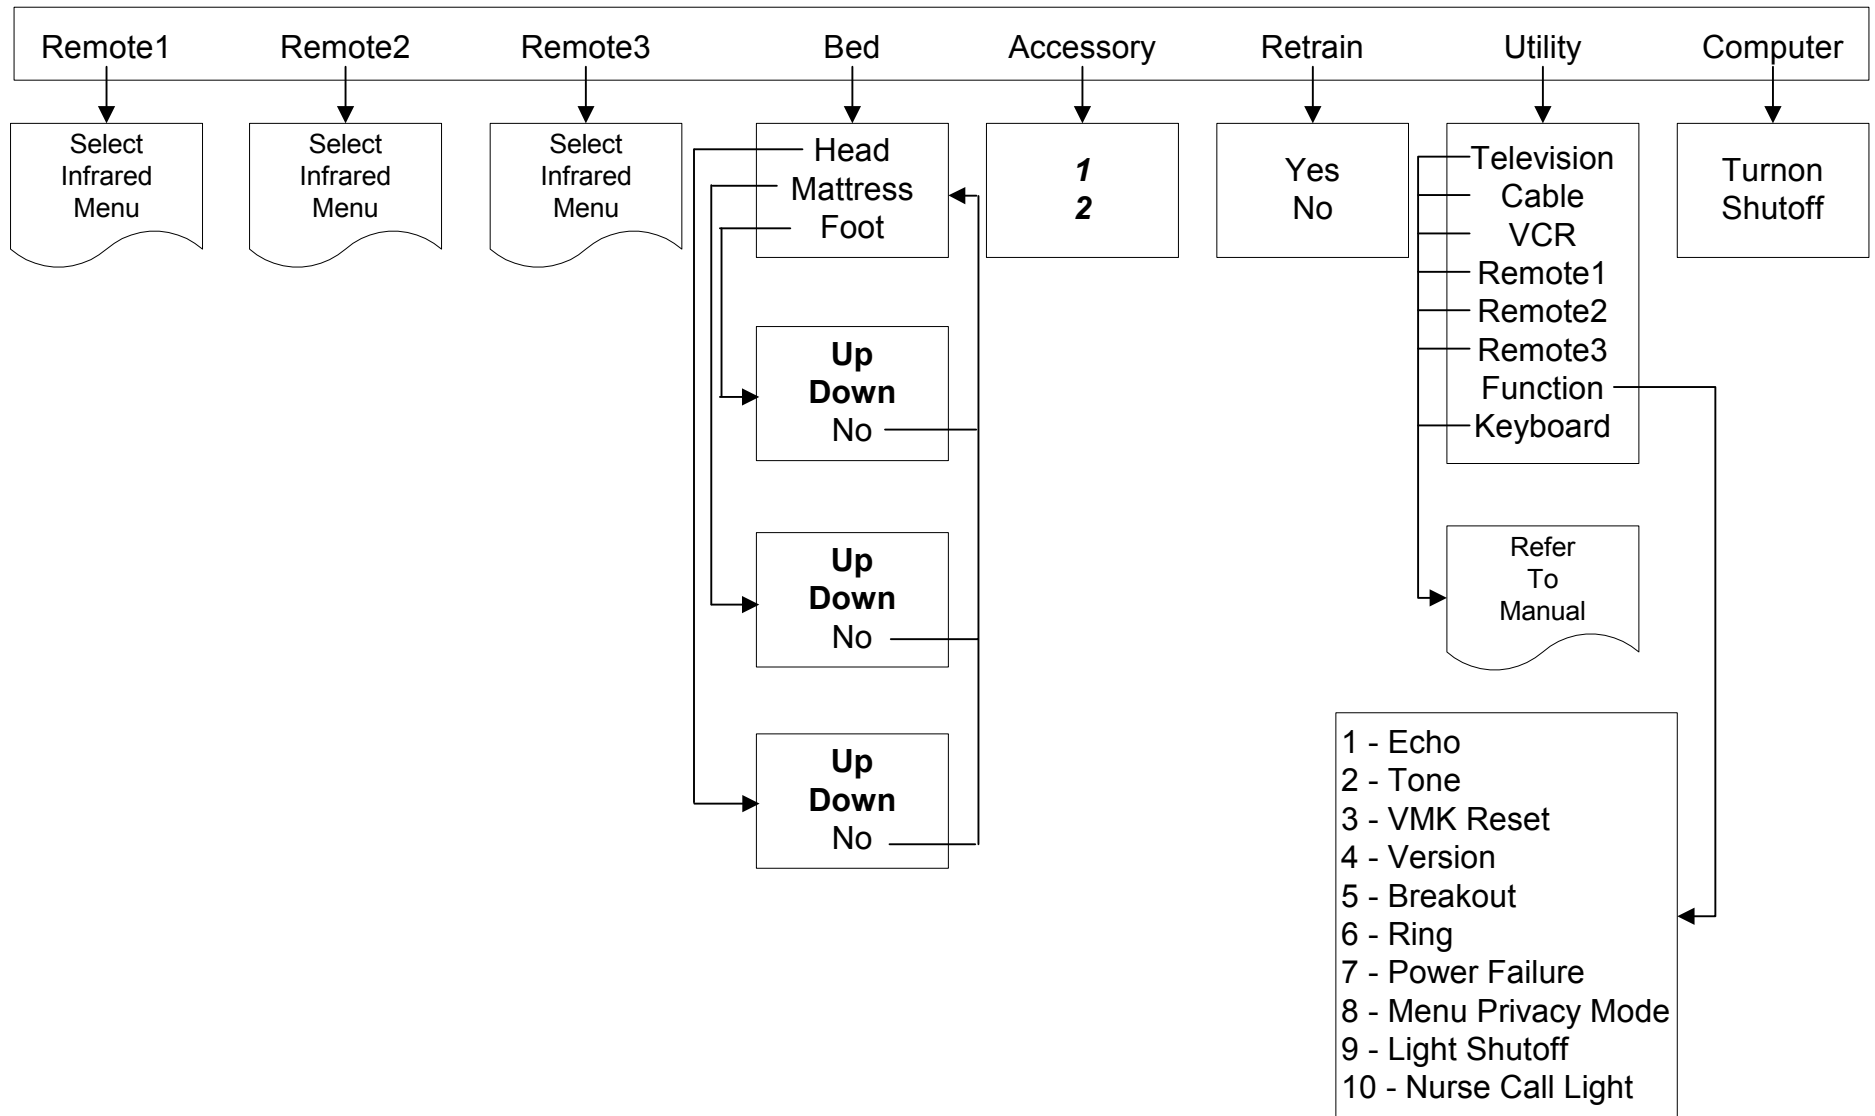 Remote1 Remote2 Remote3 Bed Accessory Retrain Utility Computer
Select
Infrared
Menu
Select
Infrared
Menu
Select
Infrared
Menu
Head
Mattress
Foot
1
2
Yes
No
Television
Cable
VCR
Remote1
Remote2
Remote3
Function
Keyboard
Turnon
Shutoff
Up
Down
No
Up
Down
No
Up
Down
No
Refer
To
Manual
1 - Echo
2 - Tone
3 - VMK Reset
4 - Version
5 - Breakout
6 - Ring
7 - Power Failure
8 - Menu Privacy Mode
9 - Light Shutoff
10 - Nurse Call Light